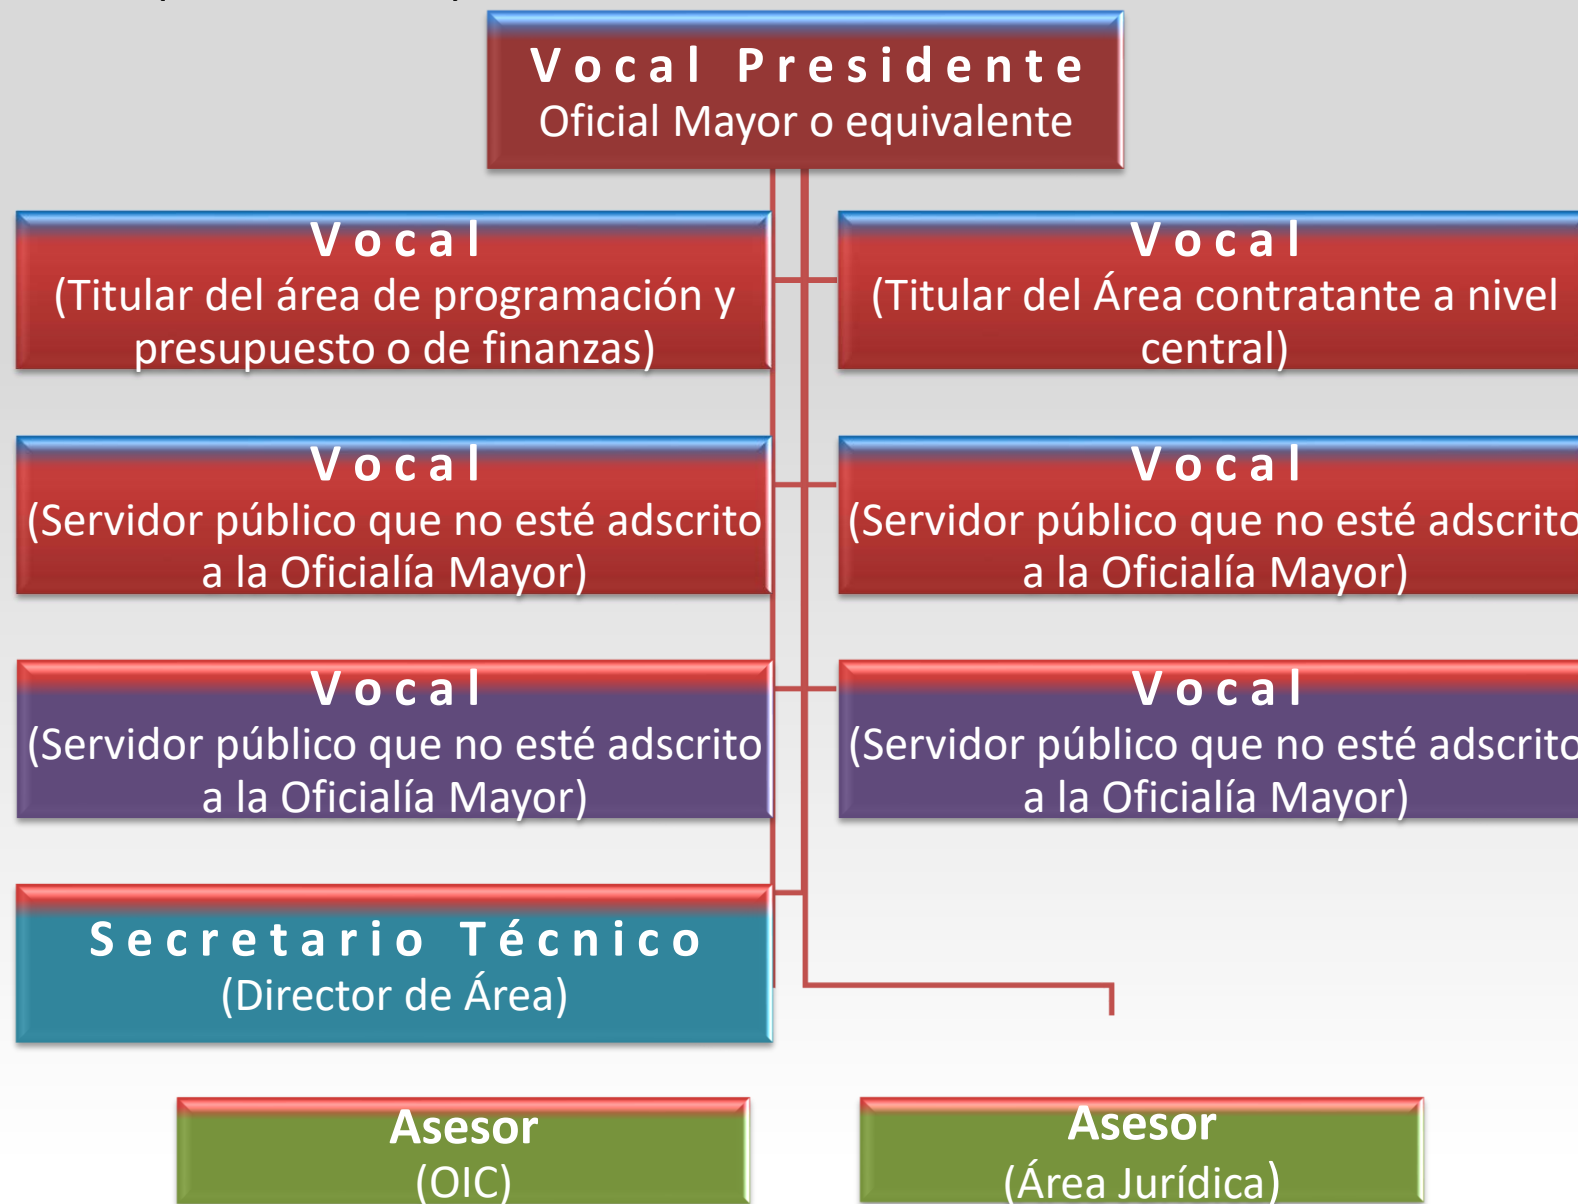 Vocal Presidente
Oficial Mayor o equivalente
Vocal
(Titular del área de programación y
presupuesto o de finanzas)
Vocal
(Titular del Área contratante a nivel
central)
Vocal
(Servidor público que no esté adscrito
a la Oficialía Mayor)
Vocal
(Servidor público que no esté adscrito
a la Oficialía Mayor)
Vocal
(Servidor público que no esté adscrito
a la Oficialía Mayor)
Vocal
(Servidor público que no esté adscrito
a la Oficialía Mayor)
Secretario Técnico
(Director de Área)
Asesor
(OIC)
Asesor
(Área Jurídica)